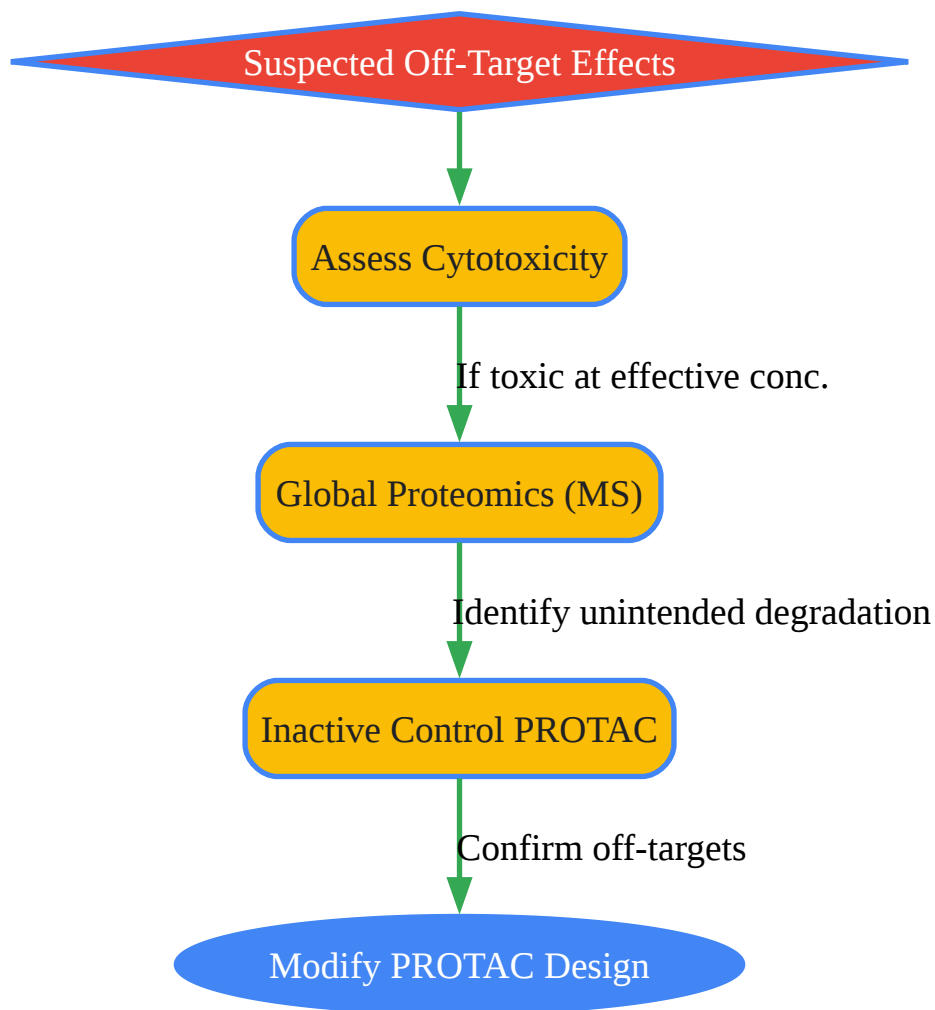 Suspected Off-Target Effects
Assess Cytotoxicity
If toxic at effective conc.
Global Proteomics (MS)
Identify unintended degradation
Inactive Control PROTAC
Confirm off-targets
Modify PROTAC Design